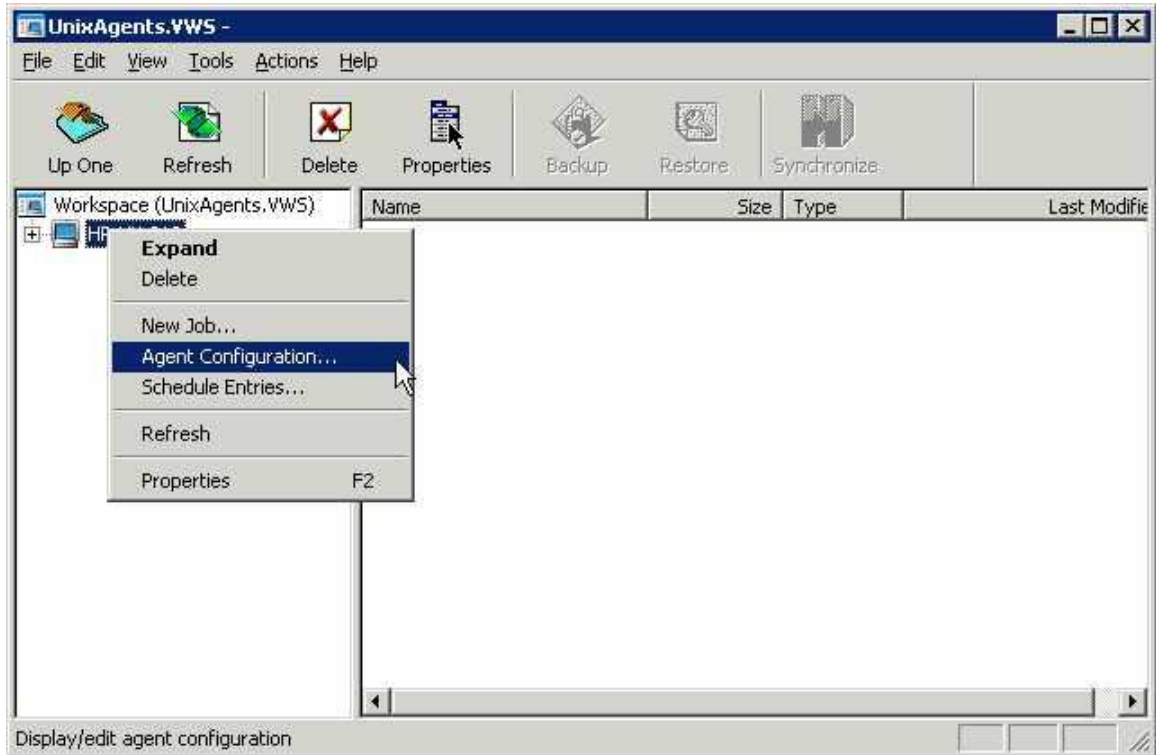 UnixAgents.VWS -
File Edit View Tools Actions Help
Up One Refresh Delete Properties Backup Restore Synchronize
Workspace (UnixAgents.VWS) Name Size Type Last Modifie
Expand
Delete
New Job...
Agent Configuration...
Schedule Entries...
Refresh
Properties F2
Display/edit agent configuration